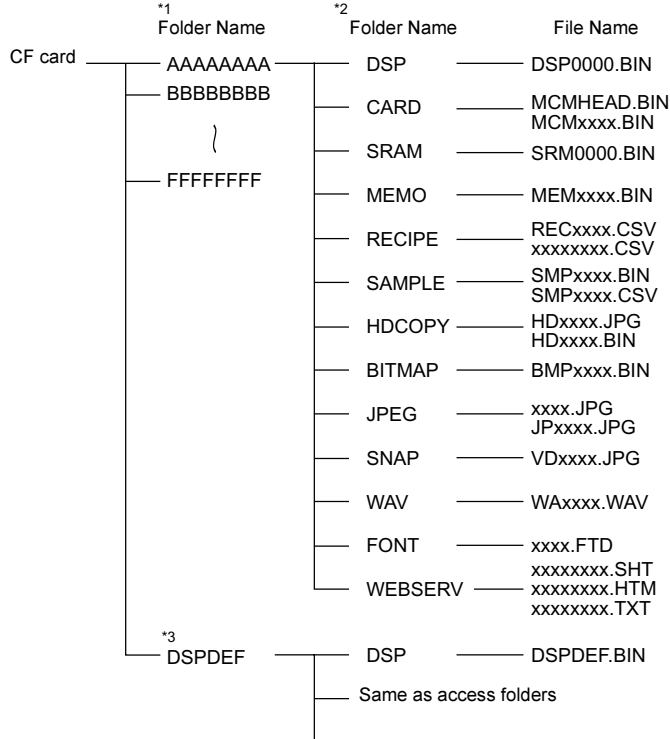 *1 *2
Folder Name Folder Name File Name
CF card AAAAAAAA DSP DSP0000.BIN
BBBBBBBB CARD MCMHEAD.BIN
MCMxxxx.BIN
SRAM SRM0000.BIN
FFFFFFFF MEMO MEMxxxx.BIN
RECIPE RECxxxx.CSV
xxxxxxxx.CSV
SAMPLE SMPxxxx.BIN
SMPxxxx.CSV
HDCOPY HDxxxx.JPG
HDxxxx.BIN
BITMAP BMPxxxx.BIN
JPEG xxxx.JPG
JPxxxx.JPG
SNAP VDxxxx.JPG
WAV WAxxxx.WAV
FONT xxxx.FTD
WEBSERV xxxxxxxx.SHT
xxxxxxxx.HTM
xxxxxxxx.TXT
*3
DSPDEF DSP DSPDEF.BIN
Same as access folders